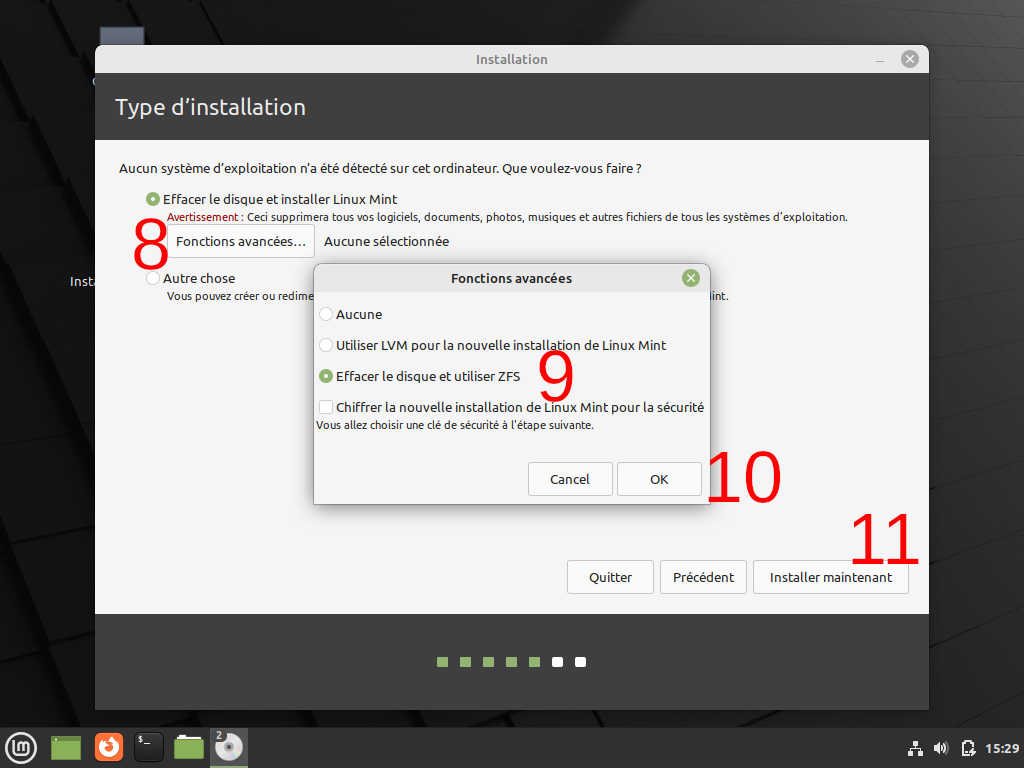 Installation
Type d’installation
Aucun système d’exploitation n’a été détecté sur cet ordinateur. Que voulez-vous faire ?
Effacer le disque et installer Linux Mint
Avertissement : Ceci supprimera tous vos logiciels, documents, photos, musiques et autres fichiers de tous les systèmes d’exploitation.
8
Fonctions avancées…
Aucune sélectionnée
Autre chose
Vous pouvez créer ou redime
int.
Insta
Fonctions avancées
Aucune
Utiliser LVM pour la nouvelle installation de Linux Mint
Effacer le disque et utiliser ZFS
9
Chiffrer la nouvelle installation de Linux Mint pour la sécurité
Vous allez choisir une clé de sécurité à l'étape suivante.
Cancel
OK
10
11
Quitter
Précédent
Installer maintenant
2
15:29